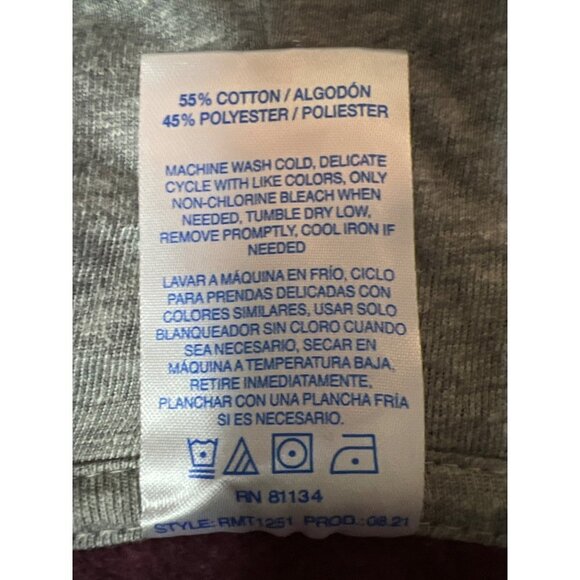 55% COTTON / ALGODÓN
45% POLYESTER / POLIESTER
MACHINE WASH COLD, DELICATE
CYCLE WITH LIKE COLORS, ONLY
NON-CHLORINE BLEACH WHEN
NEEDED, TUMBLE DRY LOW,
REMOVE PROMPTLY, COOL IRON IF
NEEDED
LAVAR A MÁQUINA EN FRÍO, CICLO
PARA PRENDAS DELICADAS CON
COLORES SIMILARES, USAR SOLO
BLANQUEADOR SIN CLORO CUANDO
SEA NECESARIO, SECAR EN
MÁQUINA A TEMPERATURA BAJA,
RETIRE INMEDIATAMENTE,
PLANCHAR CON UNA PLANCHA FRÍA
SI ES NECESARIO.
RN 81134
STYLE: RMT1251 PROD.: 08.21